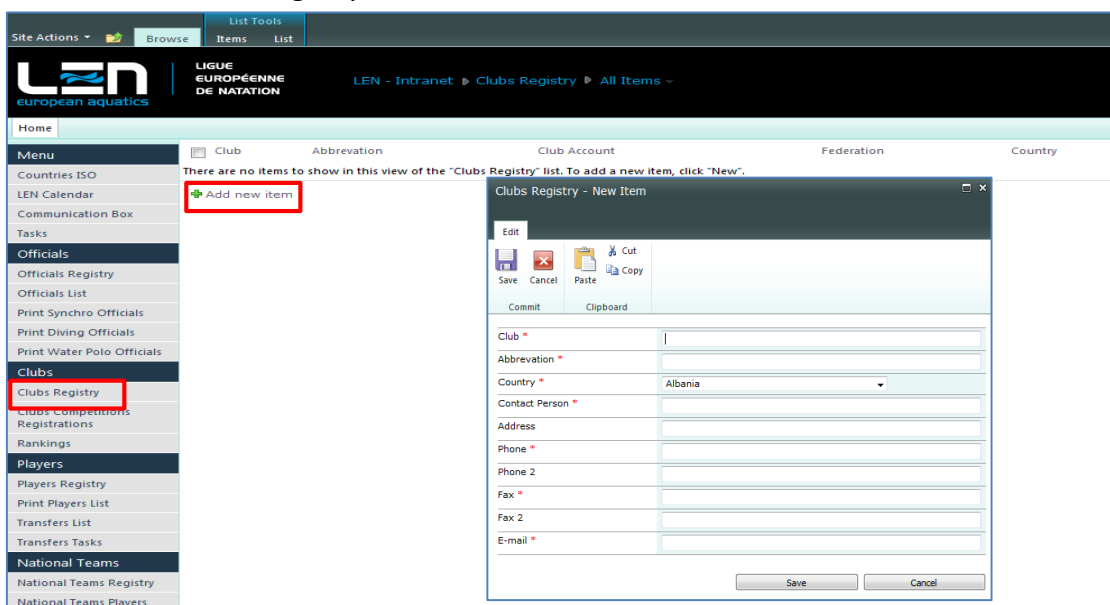 List Tools
Site Actions Browse Items List
LEN
european aquatics
LIGUE
EUROPÉENNE
DE NATATION
LEN - Intranet Clubs Registry All Items
Home
Menu
Countries ISO
LEN Calendar
Communication Box
Tasks
Officials
Officials Registry
Officials List
Print Synchro Officials
Print Diving Officials
Print Water Polo Officials
Clubs
Clubs Registry
Clubs Competitions
Registrations
Rankings
Players
Players Registry
Print Players List
Transfers List
Transfers Tasks
National Teams
National Teams Registry
National Teams Players
Club Abbrevation Club Account Federation Country
There are no items to show in this view of the "Clubs Registry" list. To add a new item, click "New".
Add new item
Clubs Registry - New Item
Edit
Save Cancel Paste Cut
Copy
Commit Clipboard
Club *
Abbrevation *
Country * Albania
Contact Person *
Address
Phone *
Phone 2
Fax *
Fax 2
E-mail *
Save Cancel